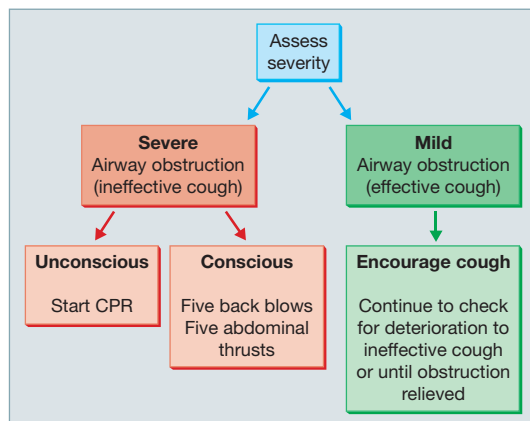 Assess
severity
Severe
Airway obstruction
(ineffective cough)
Mild
Airway obstruction
(effective cough)
Unconscious
Start CPR
Conscious
Five back blows
Five abdominal
thrusts
Encourage cough
Continue to check
for deterioration to
ineffective cough
or until obstruction
relieved